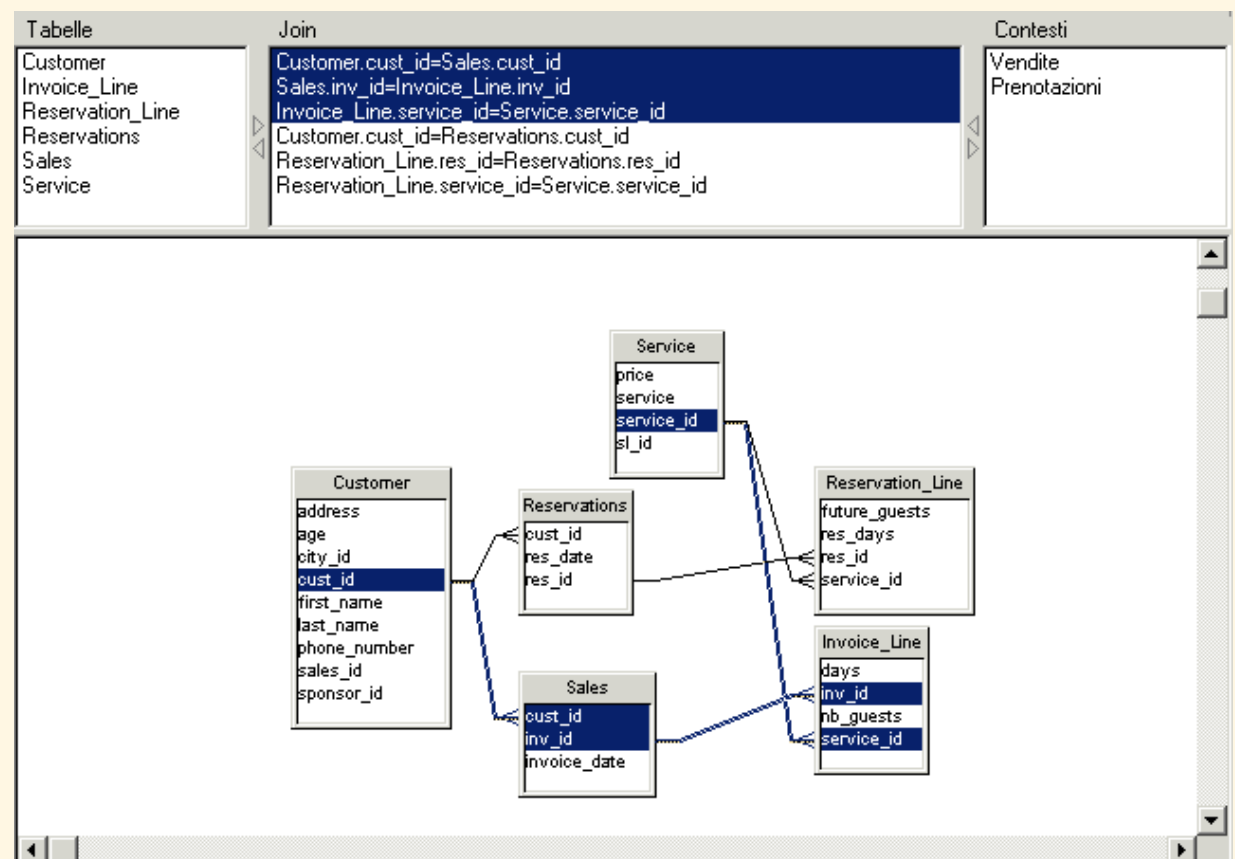 Tabelle
Customer
Invoice_Line
Reservation_Line
Reservations
Sales
Service
Join
Customer.cust_id=Sales.cust_id
Sales.inv_id=Invoice_Line.inv_id
Invoice_Line.service_id=Service.service_id
Customer.cust_id=Reservations.cust_id
Reservation_Line.res_id=Reservations.res_id
Reservation_Line.service_id=Service.service_id
Contesti
Vendite
Prenotazioni
Service
price
service
service_id
sl_id
Customer
address
age
city_id
cust_id
first_name
last_name
phone_number
sales_id
sponsor_id
Reservations
cust_id
res_date
res_id
Reservation_Line
future_guests
res_days
res_id
service_id
Sales
cust_id
inv_id
invoice_date
Invoice_Line
days
inv_id
nb_guests
service_id